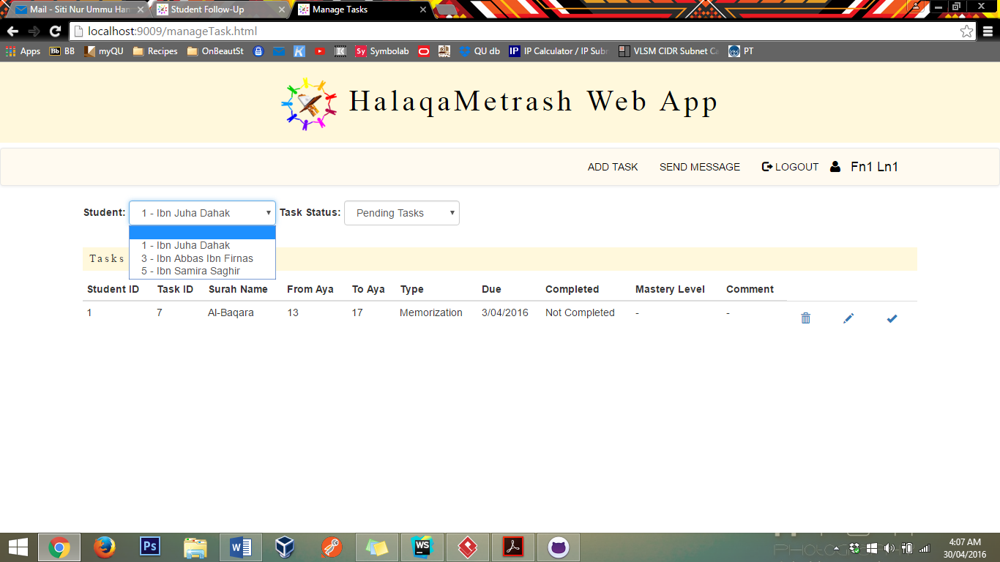 Mail - Siti Nur Ummu Ham
Student Follow-Up
Manage Tasks
localhost:9009/manageTask.html
Apps BB myQU Recipes OnBeautSt Symbolab QU db IP Calculator / IP Subn VLSM CIDR Subnet Ca PT
HalaqaMetrash Web App
ADD TASK SEND MESSAGE LOGOUT Fn1 Ln1
Student: 1 - Ibn Juha Dahak Task Status: Pending Tasks
1 - Ibn Juha Dahak
3 - Ibn Abbas Ibn Firnas
5 - Ibn Samira Saghir
Tasks
Student ID Task ID Surah Name From Aya To Aya Type Due Completed Mastery Level Comment
1 7 Al-Baqara 13 17 Memorization 3/04/2016 Not Completed - -
4:07 AM
30/04/2016